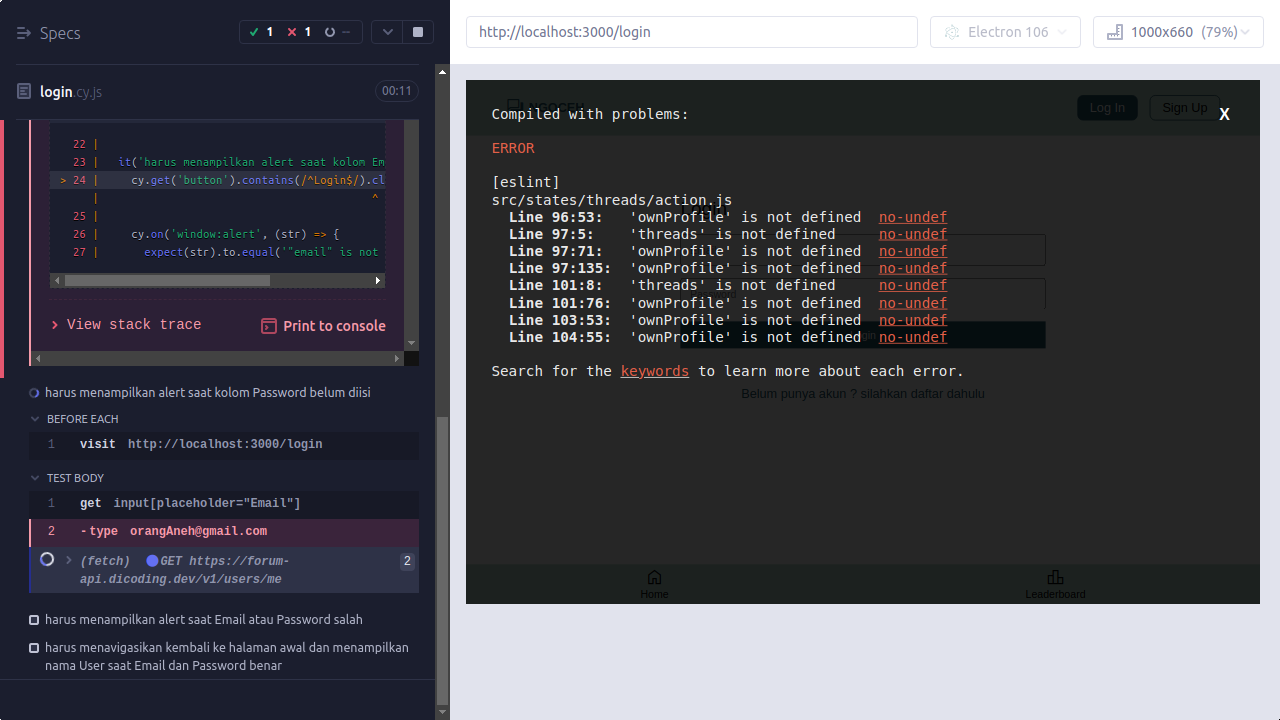 Specs
1
1
--
http://localhost:3000/login
Electron 106
1000x660 (79%)
login.cy.js
00:11
22 |
23 | it('harus menampilkan alert saat kolom Em
> 24 | cy.get('button').contains(/^Login$/).cl
| ^
25 |
26 | cy.on('window:alert', (str) => {
27 | expect(str).to.equal('"email" is not
View stack trace
Print to console
harus menampilkan alert saat kolom Password belum diisi
BEFORE EACH
1 visit http://localhost:3000/login
TEST BODY
1 get input[placeholder="Email"]
2 -type orangAneh@gmail.com
(fetch) GET https://forum-api.dicoding.dev/v1/users/me 2
harus menampilkan alert saat Email atau Password salah
harus menavigasikan kembali ke halaman awal dan menampilkan
nama User saat Email dan Password benar
Log In
Sign Up
Compiled with problems:
X
ERROR
[eslint]
src/states/threads/action.js
Line 96:53: 'ownProfile' is not defined no-undef
Line 97:5: 'threads' is not defined no-undef
Line 97:71: 'ownProfile' is not defined no-undef
Line 97:135: 'ownProfile' is not defined no-undef
Line 101:8: 'threads' is not defined no-undef
Line 101:76: 'ownProfile' is not defined no-undef
Line 103:53: 'ownProfile' is not defined no-undef
Line 104:55: 'ownProfile' is not defined no-undef
Search for the keywords to learn more about each error.
Belum punya akun ? silahkan daftar dahulu
Home
Leaderboard